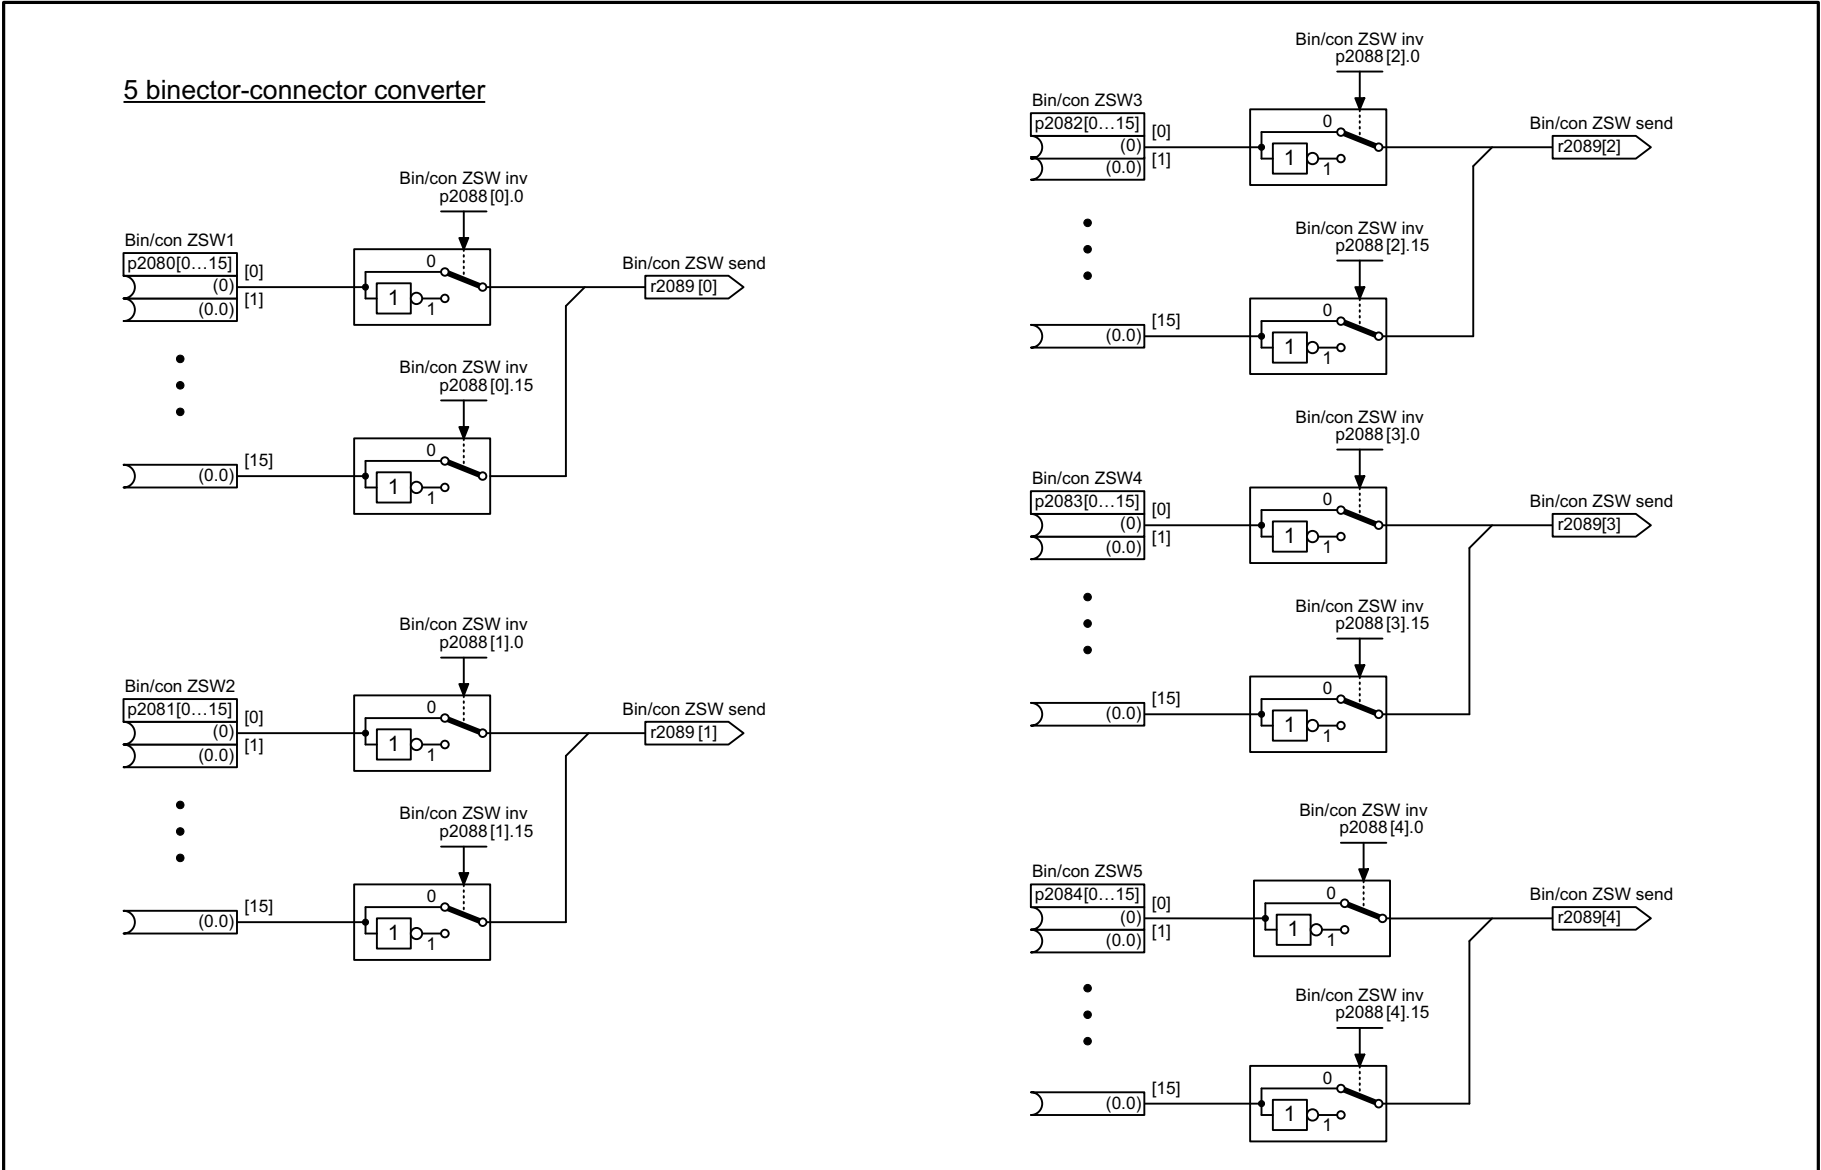 5 binector-connector converter
Bin/con ZSW inv
p2088[0].0
Bin/con ZSW1
p2080[0...15]
[0]
(0)
[1]
(0.0)
0
1
1
Bin/con ZSW send
r2089[0]
Bin/con ZSW inv
p2088[0].15
[15]
(0.0)
0
1
1
Bin/con ZSW inv
p2088[1].0
Bin/con ZSW2
p2081[0...15]
[0]
(0)
[1]
(0.0)
0
1
1
Bin/con ZSW send
r2089[1]
Bin/con ZSW inv
p2088[1].15
[15]
(0.0)
0
1
1
Bin/con ZSW inv
p2088[2].0
Bin/con ZSW3
p2082[0...15]
[0]
(0)
[1]
(0.0)
0
1
1
Bin/con ZSW send
r2089[2]
Bin/con ZSW inv
p2088[2].15
[15]
(0.0)
0
1
1
Bin/con ZSW inv
p2088[3].0
Bin/con ZSW4
p2083[0...15]
[0]
(0)
[1]
(0.0)
0
1
1
Bin/con ZSW send
r2089[3]
Bin/con ZSW inv
p2088[3].15
[15]
(0.0)
0
1
1
Bin/con ZSW inv
p2088[4].0
Bin/con ZSW5
p2084[0...15]
[0]
(0)
[1]
(0.0)
0
1
1
Bin/con ZSW send
r2089[4]
Bin/con ZSW inv
p2088[4].15
[15]
(0.0)
0
1
1